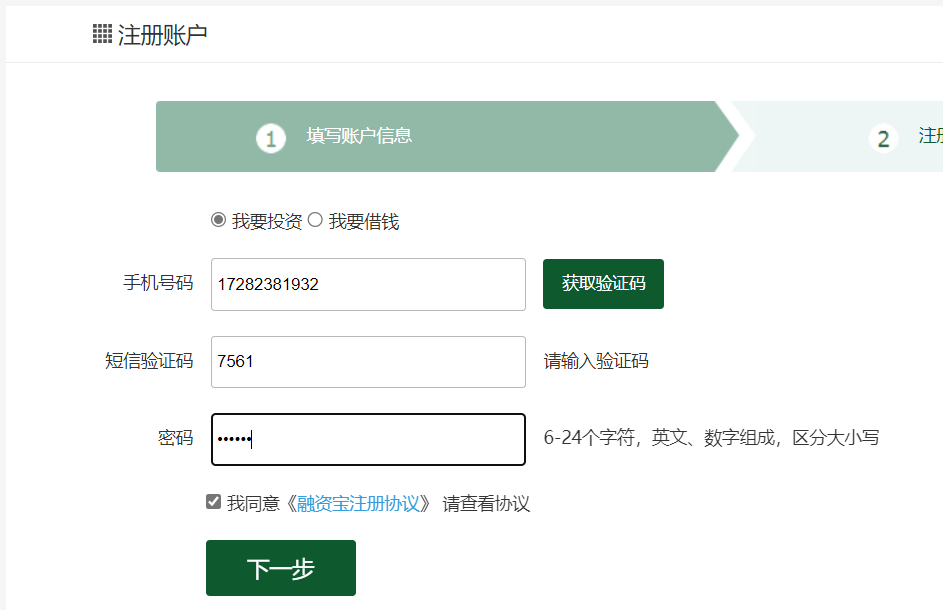 注册账户
1 填写账户信息 2 注册
我要投资 我要借钱
手机号码 17282381932 获取验证码
短信验证码 7561 请输入验证码
密码 •••••• 6-24个字符，英文、数字组成，区分大小写
我同意《融资宝注册协议》 请查看协议
下一步